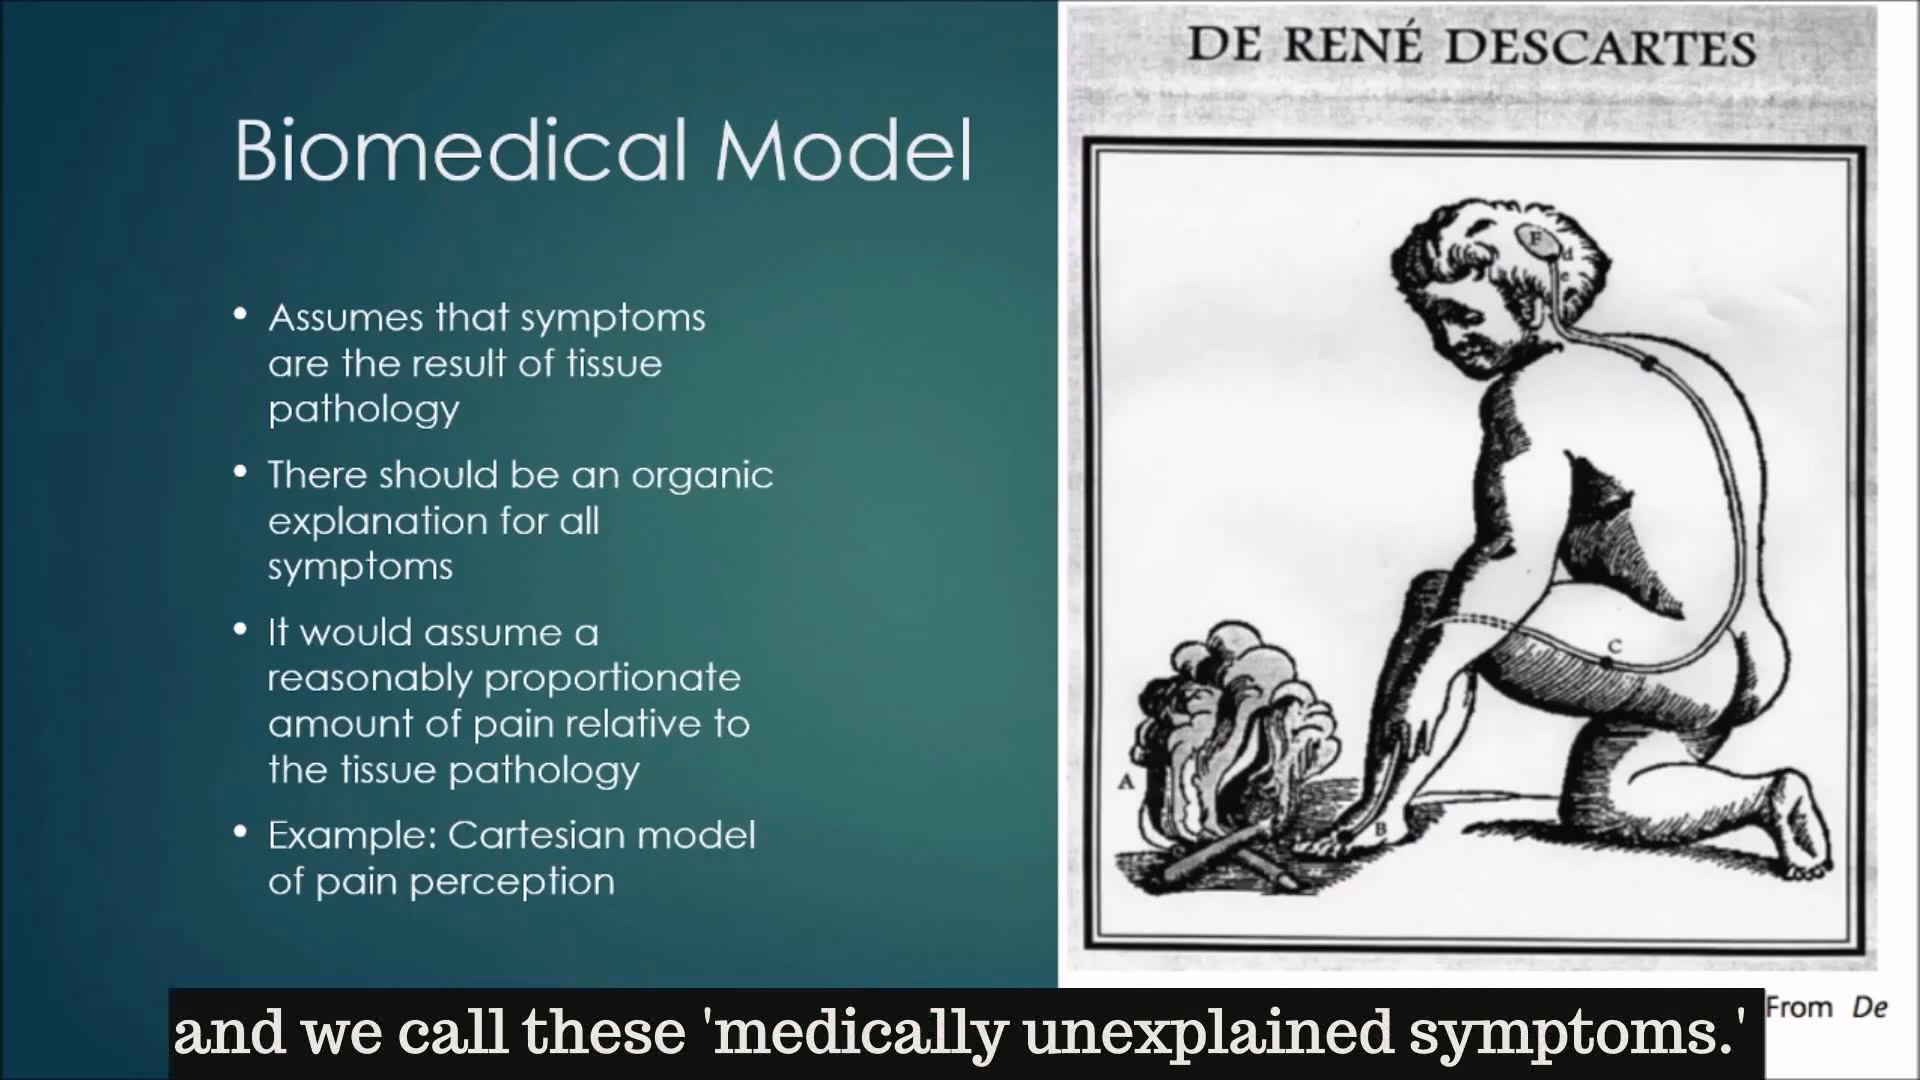 Biomedical Model
• Assumes that symptoms
are the result of tissue
pathology
• There should be an organic
explanation for all
symptoms
• It would assume a
reasonably proportionate
amount of pain relative to
the tissue pathology
• Example: Cartesian model
of pain perception
DE RENÉ DESCARTES
F
d
e
C
A
B
From De
and we call these 'medically unexplained symptoms.'